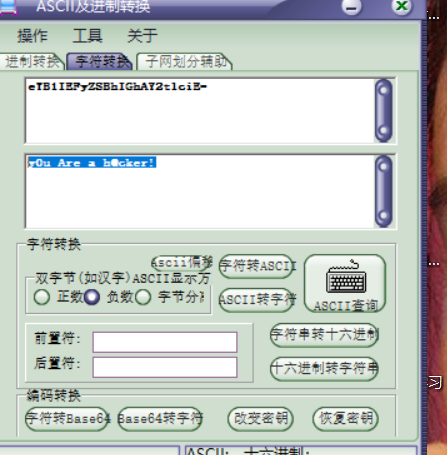 ASCII及进制转换
操作 工具 关于
进制转换 字符转换 子网划分辅助
eTB1IEFyZSBhIGhAY2tlciE=
y0u Are a h@cker!
字符转换
Ascii偏移 字符转ASCII
双字节(如汉字)ASCII显示方
正数 负数 字节分离
ASCII转字符
ASCII查询
前置符:
后置符:
字符串转十六进制
十六进制转字符串
编码转换
字符转Base64 Base64转字符 改变密钥 恢复密钥
ASCII: 十六进制: